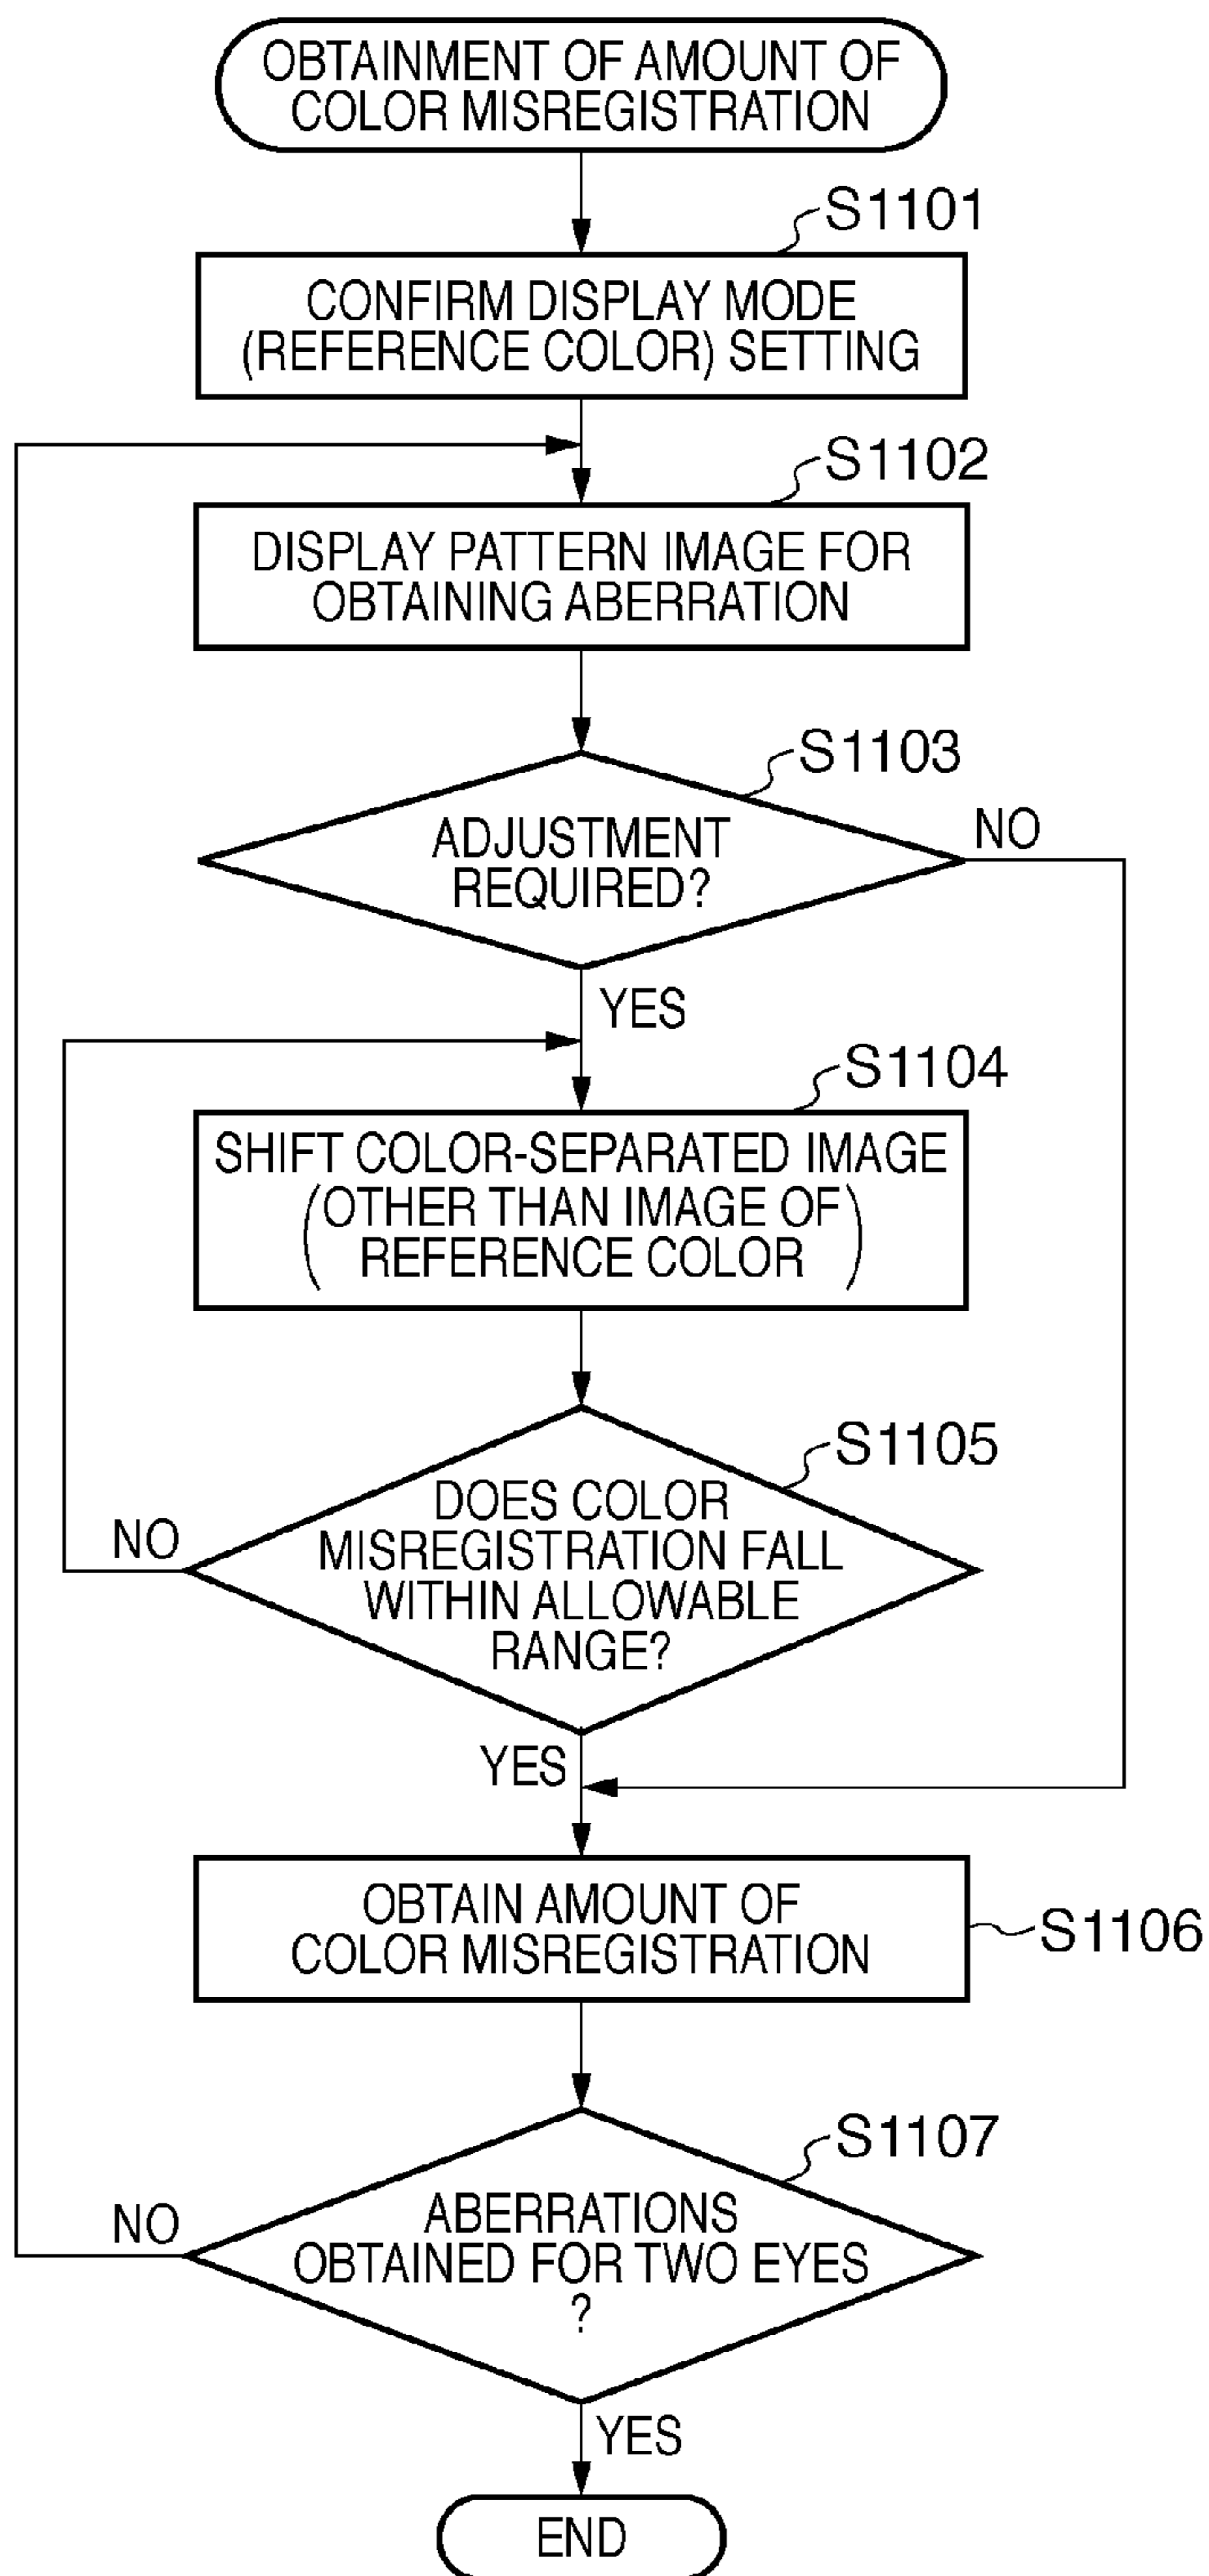 OBTAINMENT OF AMOUNT OF
COLOR MISREGISTRATION
S1101
CONFIRM DISPLAY MODE
(REFERENCE COLOR) SETTING
S1102
DISPLAY PATTERN IMAGE FOR
OBTAINING ABERRATION
S1103
ADJUSTMENT
REQUIRED?
NO
YES
S1104
SHIFT COLOR-SEPARATED IMAGE
(OTHER THAN IMAGE OF
REFERENCE COLOR)
S1105
DOES COLOR
MISREGISTRATION FALL
WITHIN ALLOWABLE
RANGE?
NO
YES
OBTAIN AMOUNT OF
COLOR MISREGISTRATION
S1106
S1107
ABERRATIONS
OBTAINED FOR TWO EYES
?
NO
YES
END